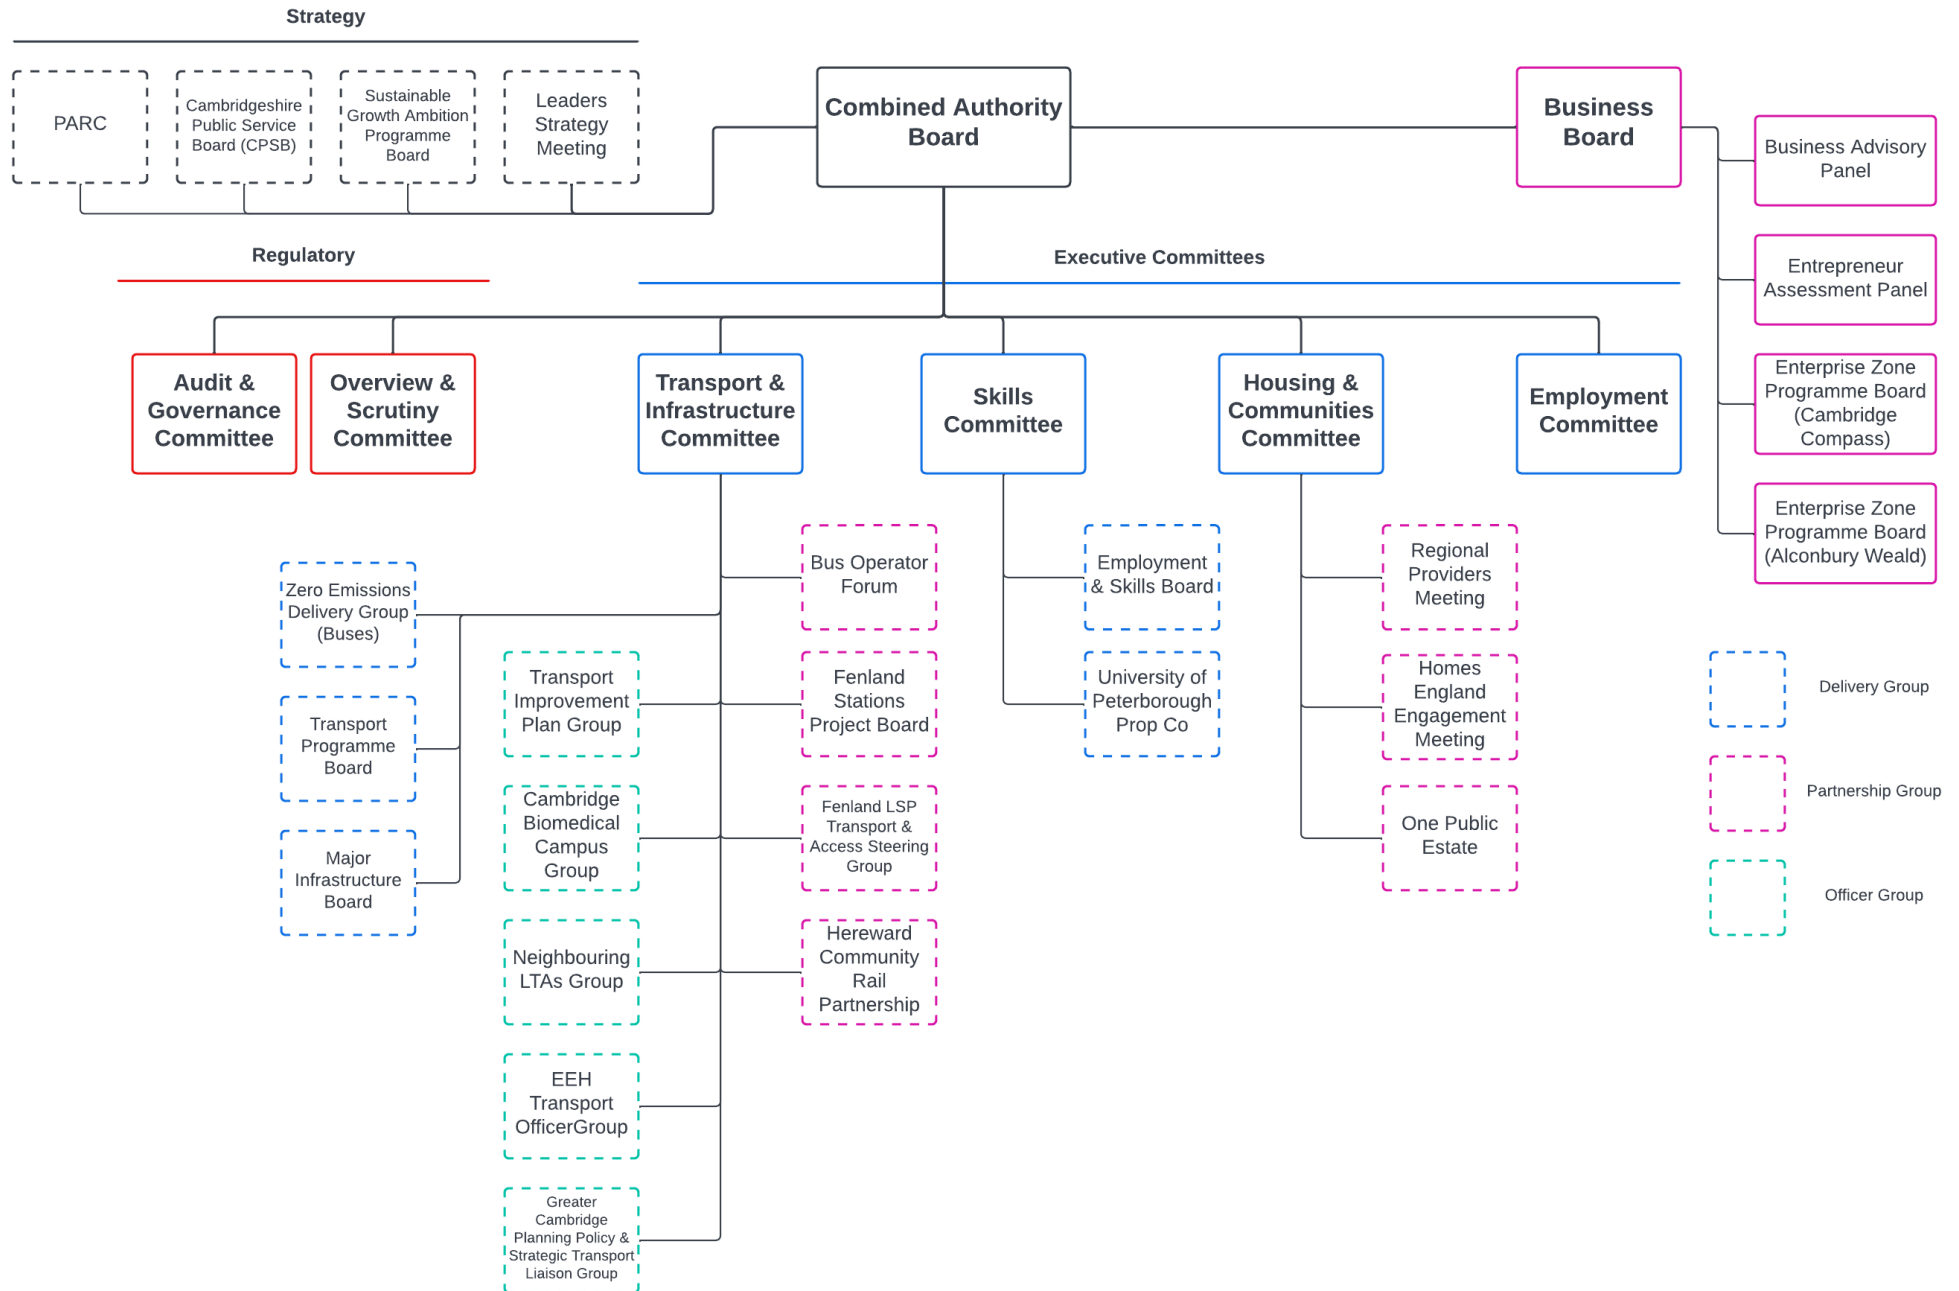 Strategy
PARC
Cambridgeshire
Public Service
Board (CPSB)
Sustainable
Growth Ambition
Programme
Board
Leaders
Strategy
Meeting
Combined Authority
Board
Business
Board
Business Advisory
Panel
Entrepreneur
Assessment Panel
Enterprise Zone
Programme Board
(Cambridge
Compass)
Enterprise Zone
Programme Board
(Alconbury Weald)
Regulatory
Executive Committees
Audit &
Governance
Committee
Overview &
Scrutiny
Committee
Transport &
Infrastructure
Committee
Skills
Committee
Housing &
Communities
Committee
Employment
Committee
Zero Emissions
Delivery Group
(Buses)
Transport
Programme
Board
Major
Infrastructure
Board
Transport
Improvement
Plan Group
Cambridge
Biomedical
Campus
Group
Neighbouring
LTAs Group
EEH
Transport
OfficerGroup
Greater
Cambridge
Planning Policy &
Strategic Transport
Liaison Group
Bus Operator
Forum
Fenland
Stations
Project Board
Fenland LSP
Transport &
Access Steering
Group
Hereward
Community
Rail
Partnership
Employment
& Skills Board
University of
Peterborough
Prop Co
Regional
Providers
Meeting
Homes
England
Engagement
Meeting
One Public
Estate
Delivery Group
Partnership Group
Officer Group